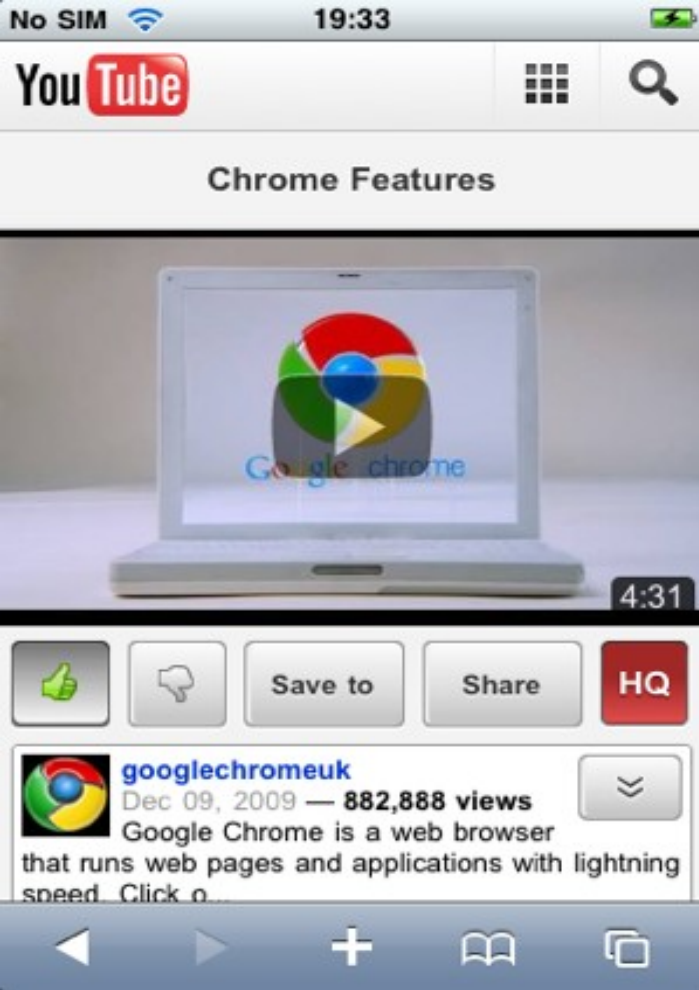 No SIM 19:33
YouTube
Chrome Features
Google chrome
4:31
Save to Share HQ
googlechromeuk
Dec 09, 2009 — 882,888 views
Google Chrome is a web browser
that runs web pages and applications with lightning
speed. Click o...